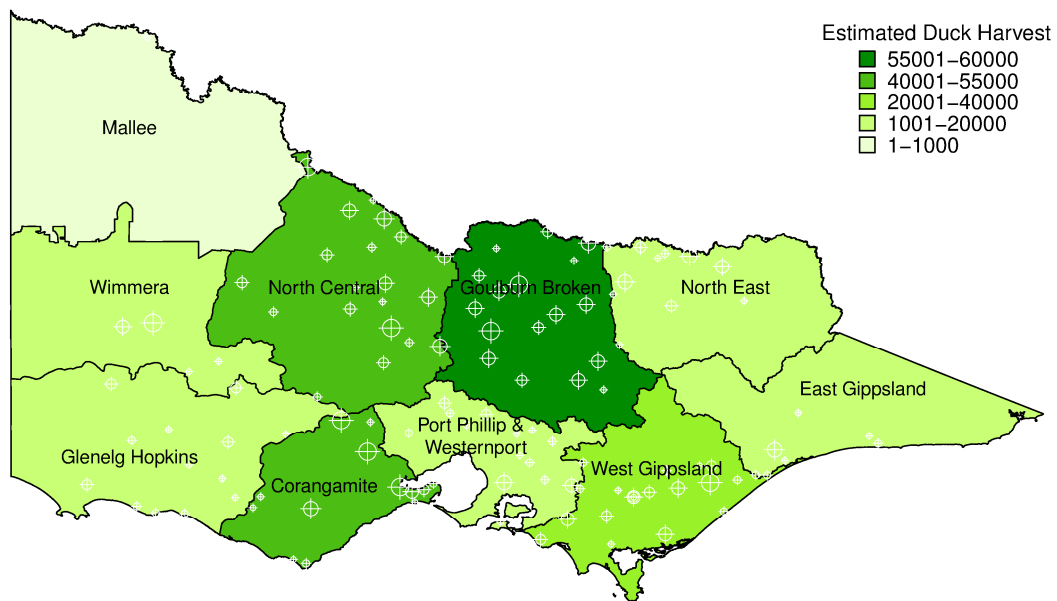 Estimated Duck Harvest
55001–60000
40001–55000
20001–40000
1001–20000
1–1000
Mallee
Wimmera
North Central
Goulburn Broken
North East
East Gippsland
Port Phillip &
Westernport
Glenelg Hopkins
West Gippsland
Corangamite